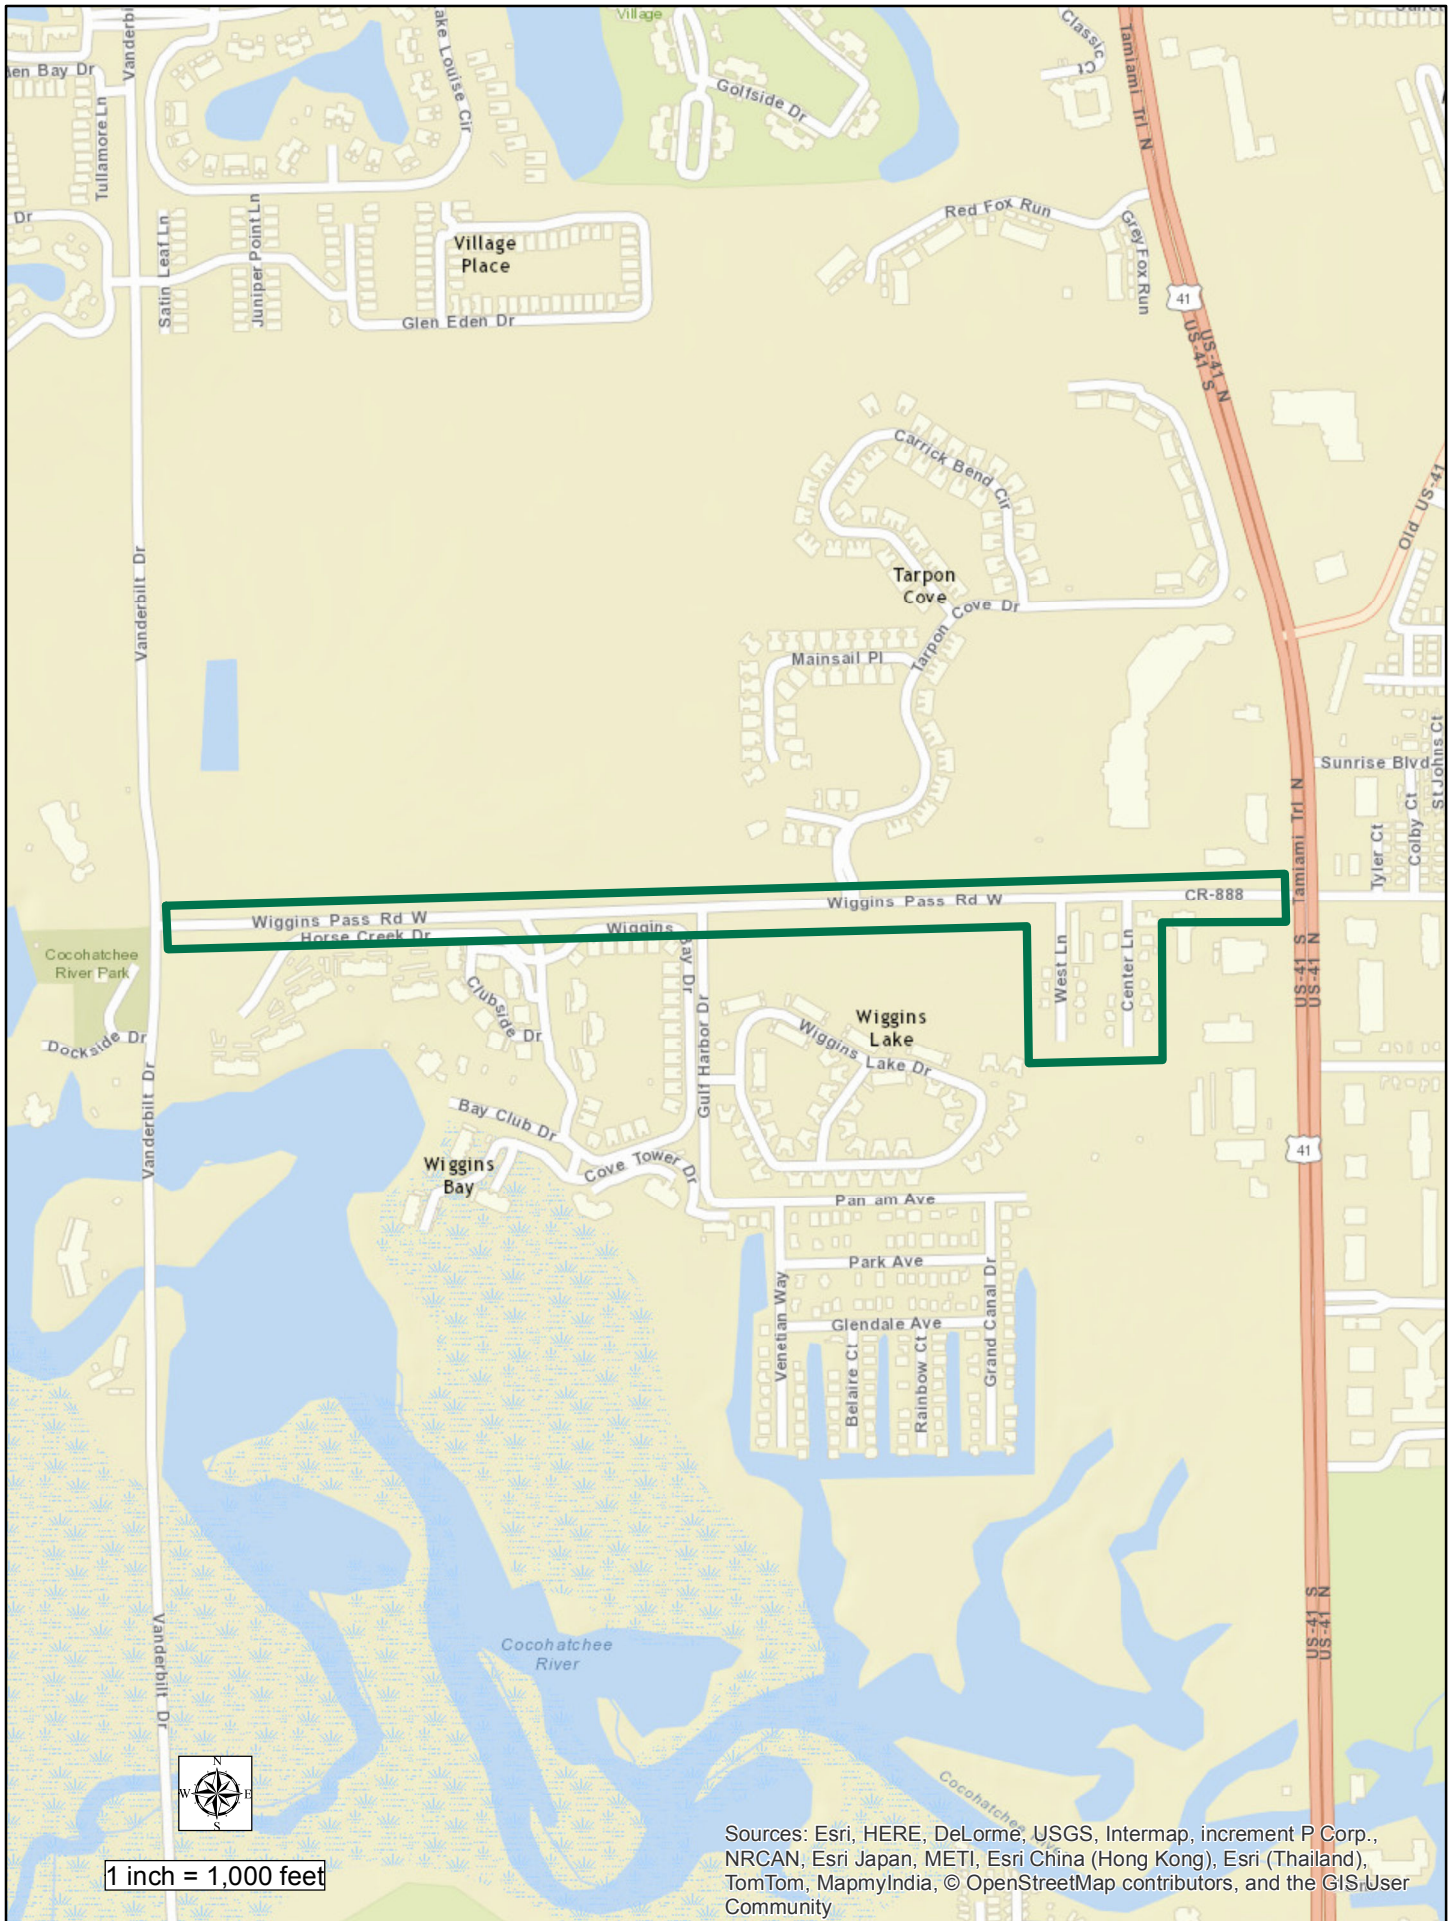 Village
Classic
Ct
Vanderbi
Lake Louise Cir
Tamiami Trl N
Dr
Tullamore Ln
Golfside Dr
Red Fox Run
Grey Fox Run
Dr
Satin Leaf Ln
Juniper Point Ln
Village
Place
Glen Eden Dr
41
US-41 N
US-41 S
Carrick Bend Cir
Old US-41
Vanderbilt Dr
Tarpon
Cove
Tarpon Cove Dr
Mainsail Pl
Sunrise Blvd
St Johns Ct
Colby Ct
Tyler Ct
Tamiami Trl N
CR-888
Wiggins Pass Rd W
Wiggins Pass Rd W
Horse Creek Dr
Wiggins Bay Dr
Cocohatchee
River Park
Clubside Dr
West Ln
Center Ln
US-41 S
US-41 N
Gulf Harbor Dr
Wiggins
Lake
Wiggins Lake Dr
Dockside Dr
Vanderbilt Dr
Bay Club Dr
Wiggins
Bay
Cove Tower Dr
41
Pan am Ave
Park Ave
Venetian Way
Grand Canal Dr
Glendale Ave
Belaire Ct
Rainbow Ct
US-41 S
US-41 N
Vanderbilt Dr
Cocohatchee
River
Cocohatchee River
N
W E
S
1 inch = 1,000 feet
Sources: Esri, HERE, DeLorme, USGS, Intermap, increment P Corp.,
NRCAN, Esri Japan, METI, Esri China (Hong Kong), Esri (Thailand),
TomTom, MapmyIndia, © OpenStreetMap contributors, and the GIS User
Community